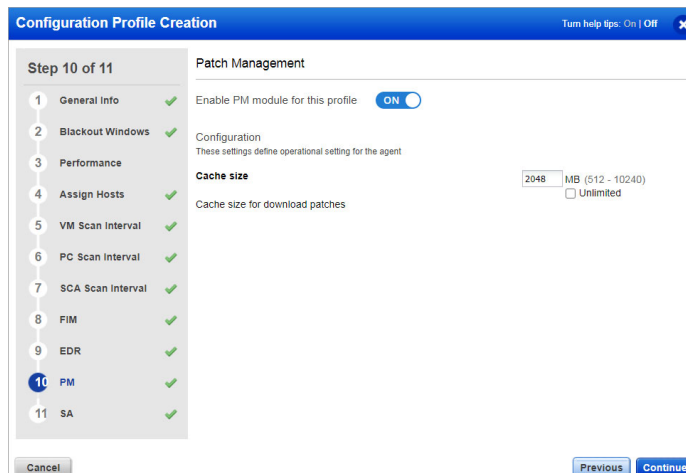 Configuration Profile Creation
Turn help tips: On | Off
Step 10 of 11
1 General Info
2 Blackout Windows
3 Performance
4 Assign Hosts
5 VM Scan Interval
6 PC Scan Interval
7 SCA Scan Interval
8 FIM
9 EDR
10 PM
11 SA
Patch Management
Enable PM module for this profile ON
Configuration
These settings define operational setting for the agent
Cache size
2048 MB (512 - 10240)
Unlimited
Cache size for download patches
Cancel
Previous
Continue